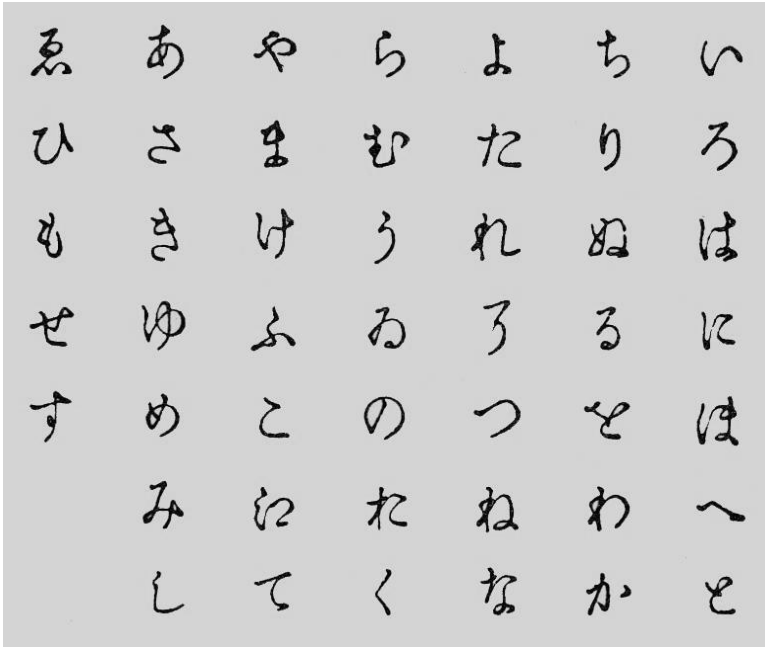 いろはにほへと
ちりぬるをわか
よたれそつねな
らむうゐのおく
やまけふこえて
あさきゆめみし
ゑひもせす